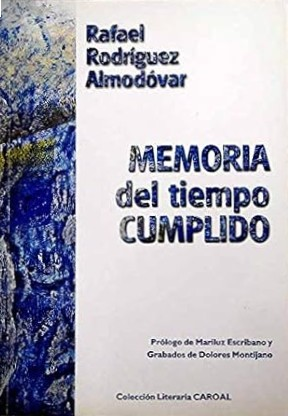 Rafael
Rodríguez
Almodóvar
MEMORIA
del tiempo
CUMPLIDO
Prólogo de Mariluz Escribano y
Grabados de Dolores Montijano
Colección Literaria CAROAL